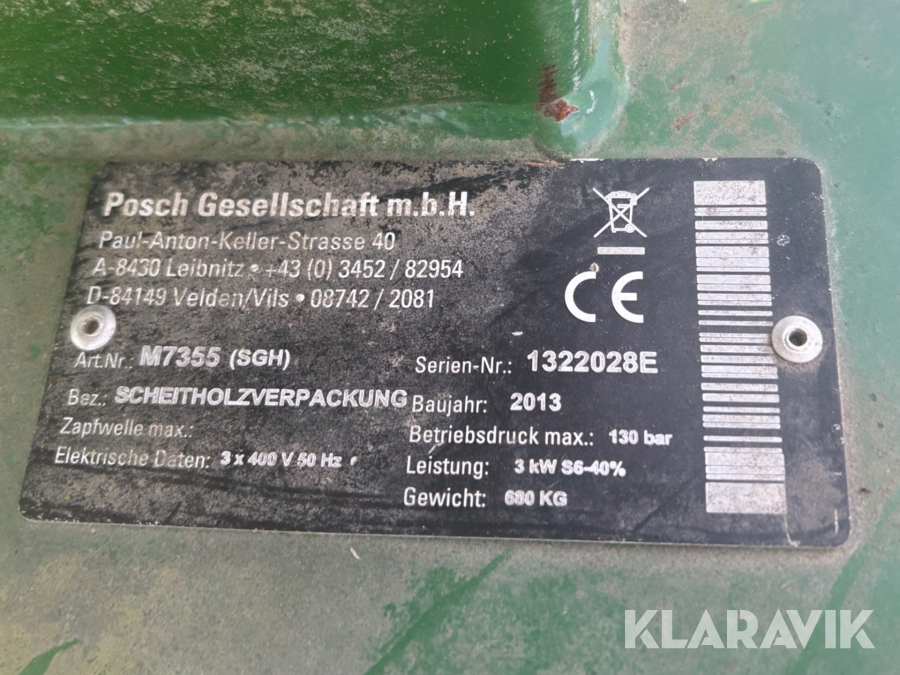 Posch Gesellschaft m.b.H.
Paul-Anton-Keller-Strasse 40
A-8430 Leibnitz • +43 (0) 3452 / 82954
D-84149 Velden/Vils • 08742 / 2081
CE
Art.Nr.: M7355 (SGH)
Serien-Nr.: 1322028E
Bez.: SCHEITHOLZVERPACKUNG
Baujahr: 2013
Zapfwelle max.:
Betriebsdruck max.: 130 bar
Elektrische Daten: 3 x 400 V 50 Hz
Leistung: 3 kW S6-40%
Gewicht: 680 KG
KLARAVIK